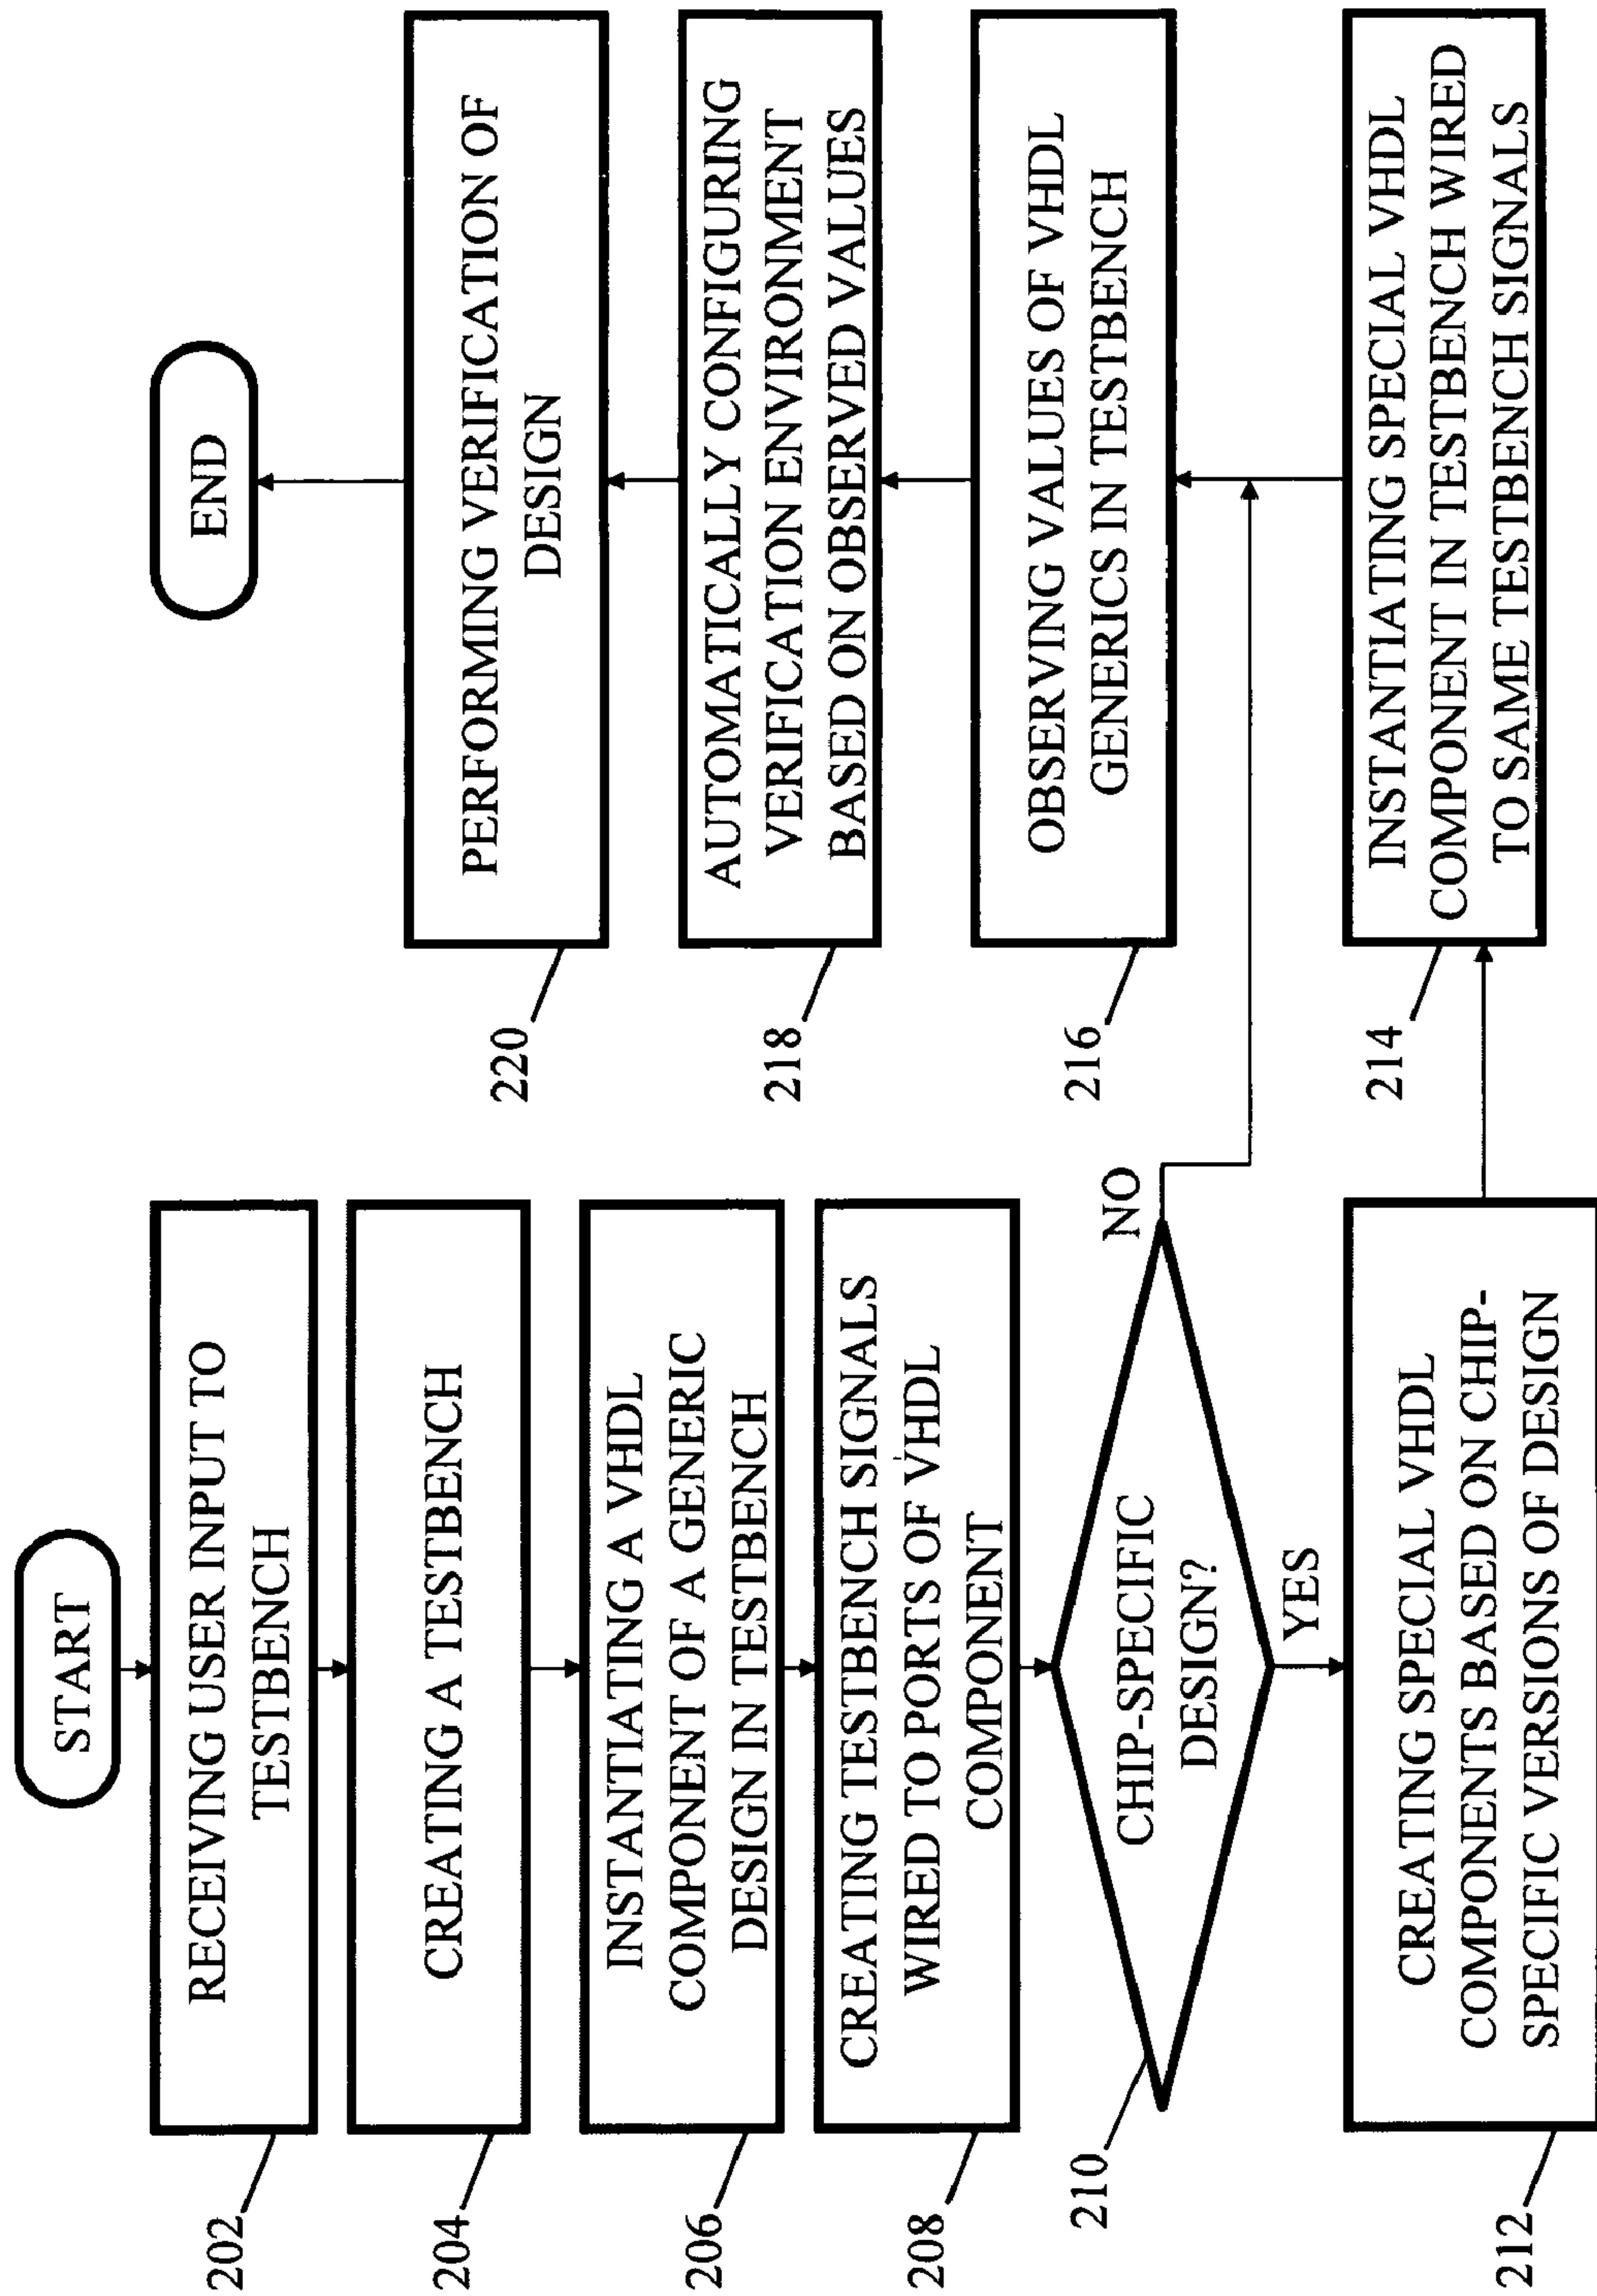 START
RECEIVING USER INPUT TO
TESTBENCH
202
CREATING A TESTBENCH
204
INSTANTIATING A VHDL
COMPONENT OF A GENERIC
DESIGN IN TESTBENCH
206
CREATING TESTBENCH SIGNALS
WIRED TO PORTS OF VHDL
COMPONENT
208
CHIP-SPECIFIC
DESIGN?
210
NO
YES
CREATING SPECIAL VHDL
COMPONENTS BASED ON CHIP-
SPECIFIC VERSIONS OF DESIGN
212
INSTANTIATING SPECIAL VHDL
COMPONENT IN TESTBENCH WIRED
TO SAME TESTBENCH SIGNALS
214
OBSERVING VALUES OF VHDL
GENERICS IN TESTBENCH
216
AUTOMATICALLY CONFIGURING
VERIFICATION ENVIRONMENT
BASED ON OBSERVED VALUES
218
PERFORMING VERIFICATION OF
DESIGN
220
END